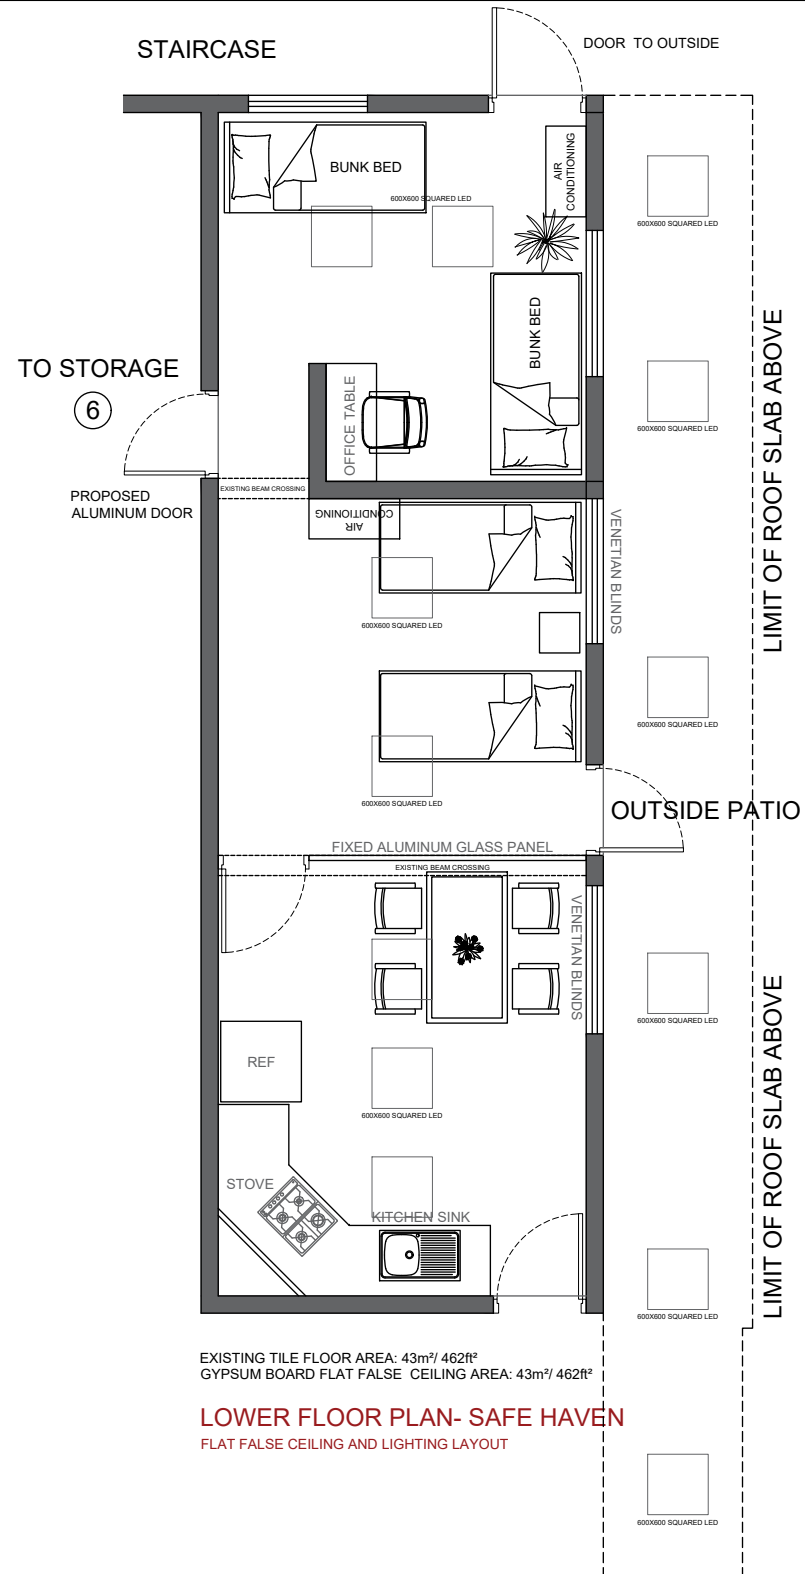 STAIRCASE
DOOR  TO OUTSIDE
BUNK BED
AIR
CONDITIONING
600X600 SQUARED LED
600X600 SQUARED LED
BUNK BED
TO STORAGE
6
LIMIT OF ROOF SLAB ABOVE
OFFICE TABLE
600X600 SQUARED LED
PROPOSED
ALUMINUM DOOR
EXISTING BEAM CROSSING
AIR
CONDITIONING
VENETIAN BLINDS
600X600 SQUARED LED
600X600 SQUARED LED
600X600 SQUARED LED
OUTSIDE PATIO
FIXED ALUMINUM GLASS PANEL
EXISTING BEAM CROSSING
VENETIAN BLINDS
600X600 SQUARED LED
REF
LIMIT OF ROOF SLAB ABOVE
600X600 SQUARED LED
STOVE
KITCHEN SINK
600X600 SQUARED LED
EXISTING TILE FLOOR AREA: 43m²/ 462ft²
GYPSUM BOARD FLAT FALSE  CEILING AREA: 43m²/ 462ft²
LOWER FLOOR PLAN- SAFE HAVEN
FLAT FALSE CEILING AND LIGHTING LAYOUT
600X600 SQUARED LED